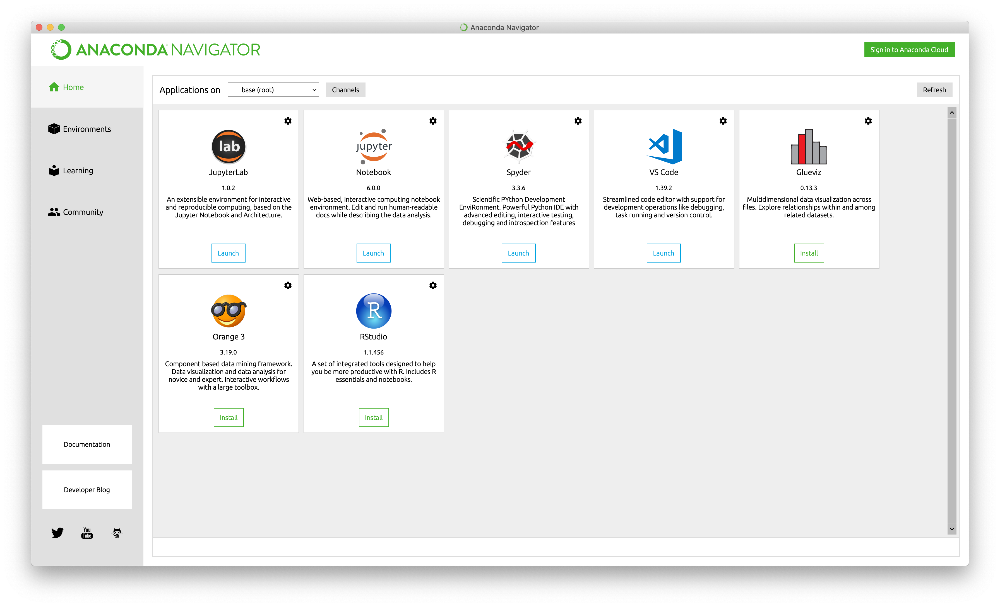 Anaconda Navigator
ANACONDA® NAVIGATOR
Sign in to Anaconda Cloud
Home
Environments
Learning
Community
Documentation
Developer Blog
You
Tube
Applications on
base (root)
Channels
Refresh
lab
JupyterLab
1.0.2
An extensible environment for interactive
and reproducible computing, based on the
Jupyter Notebook and Architecture.
Launch
jupyter
Notebook
6.0.0
Web-based, interactive computing notebook
environment. Edit and run human-readable
docs while describing the data analysis.
Launch
Spyder
3.3.6
Scientific PYthon Development
EnviRonment. Powerful Python IDE with
advanced editing, interactive testing,
debugging and introspection features
Launch
VS Code
1.39.2
Streamlined code editor with support for
development operations like debugging,
task running and version control.
Launch
Glueviz
0.13.3
Multidimensional data visualization across
files. Explore relationships within and among
related datasets.
Install
Orange 3
3.19.0
Component based data mining framework.
Data visualization and data analysis for
novice and expert. Interactive workflows
with a large toolbox.
Install
R
RStudio
1.1.456
A set of integrated tools designed to help
you be more productive with R. Includes R
essentials and notebooks.
Install